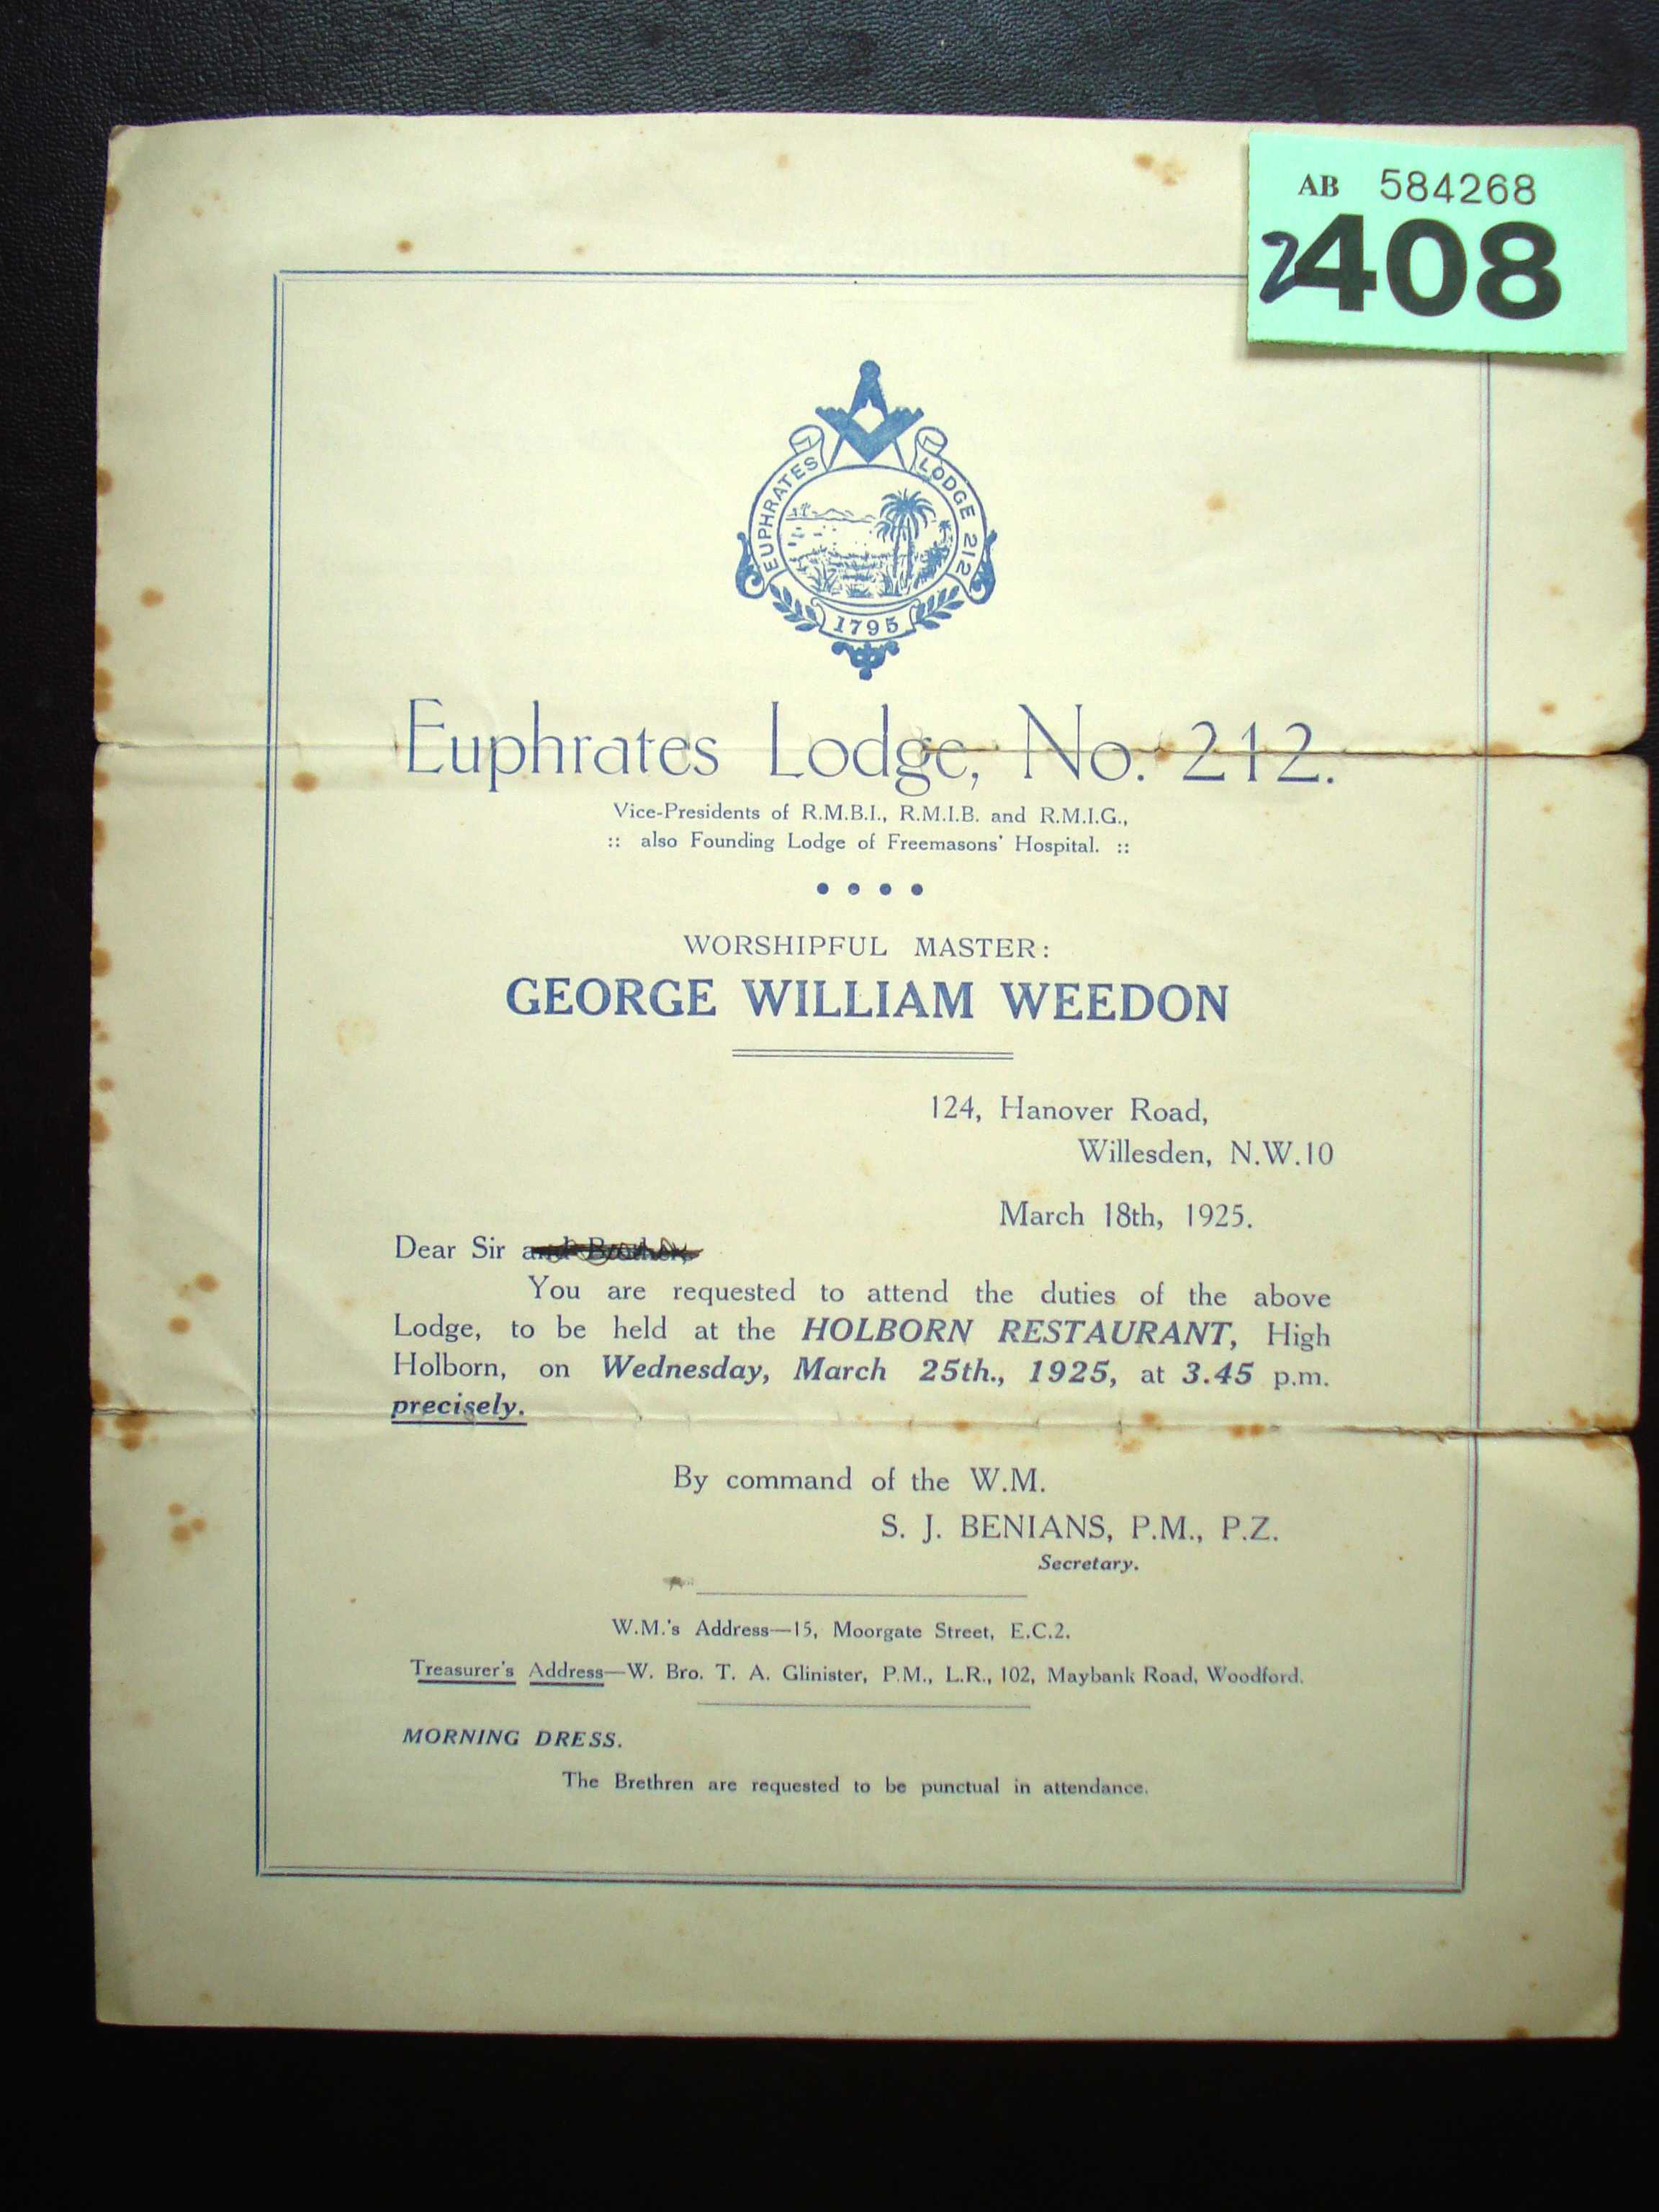 AB 584268
2408
EUPHRATES LODGE 212
1795
Euphrates Lodge, No. 212.
Vice-Presidents of R.M.B.I., R.M.I.B. and R.M.I.G.,
:: also Founding Lodge of Freemasons' Hospital. ::
WORSHIPFUL MASTER:
GEORGE WILLIAM WEEDON
124, Hanover Road,
Willesden, N.W.10
March 18th, 1925.
Dear Sir and Brother,
You are requested to attend the duties of the above
Lodge, to be held at the HOLBORN RESTAURANT, High
Holborn, on Wednesday, March 25th., 1925, at 3.45 p.m.
precisely.
By command of the W.M.
S. J. BENIANS, P.M., P.Z.
Secretary.
W.M.'s Address—15, Moorgate Street, E.C.2.
Treasurer's Address—W. Bro. T. A. Glinister, P.M., L.R., 102, Maybank Road, Woodford.
MORNING DRESS.
The Brethren are requested to be punctual in attendance.